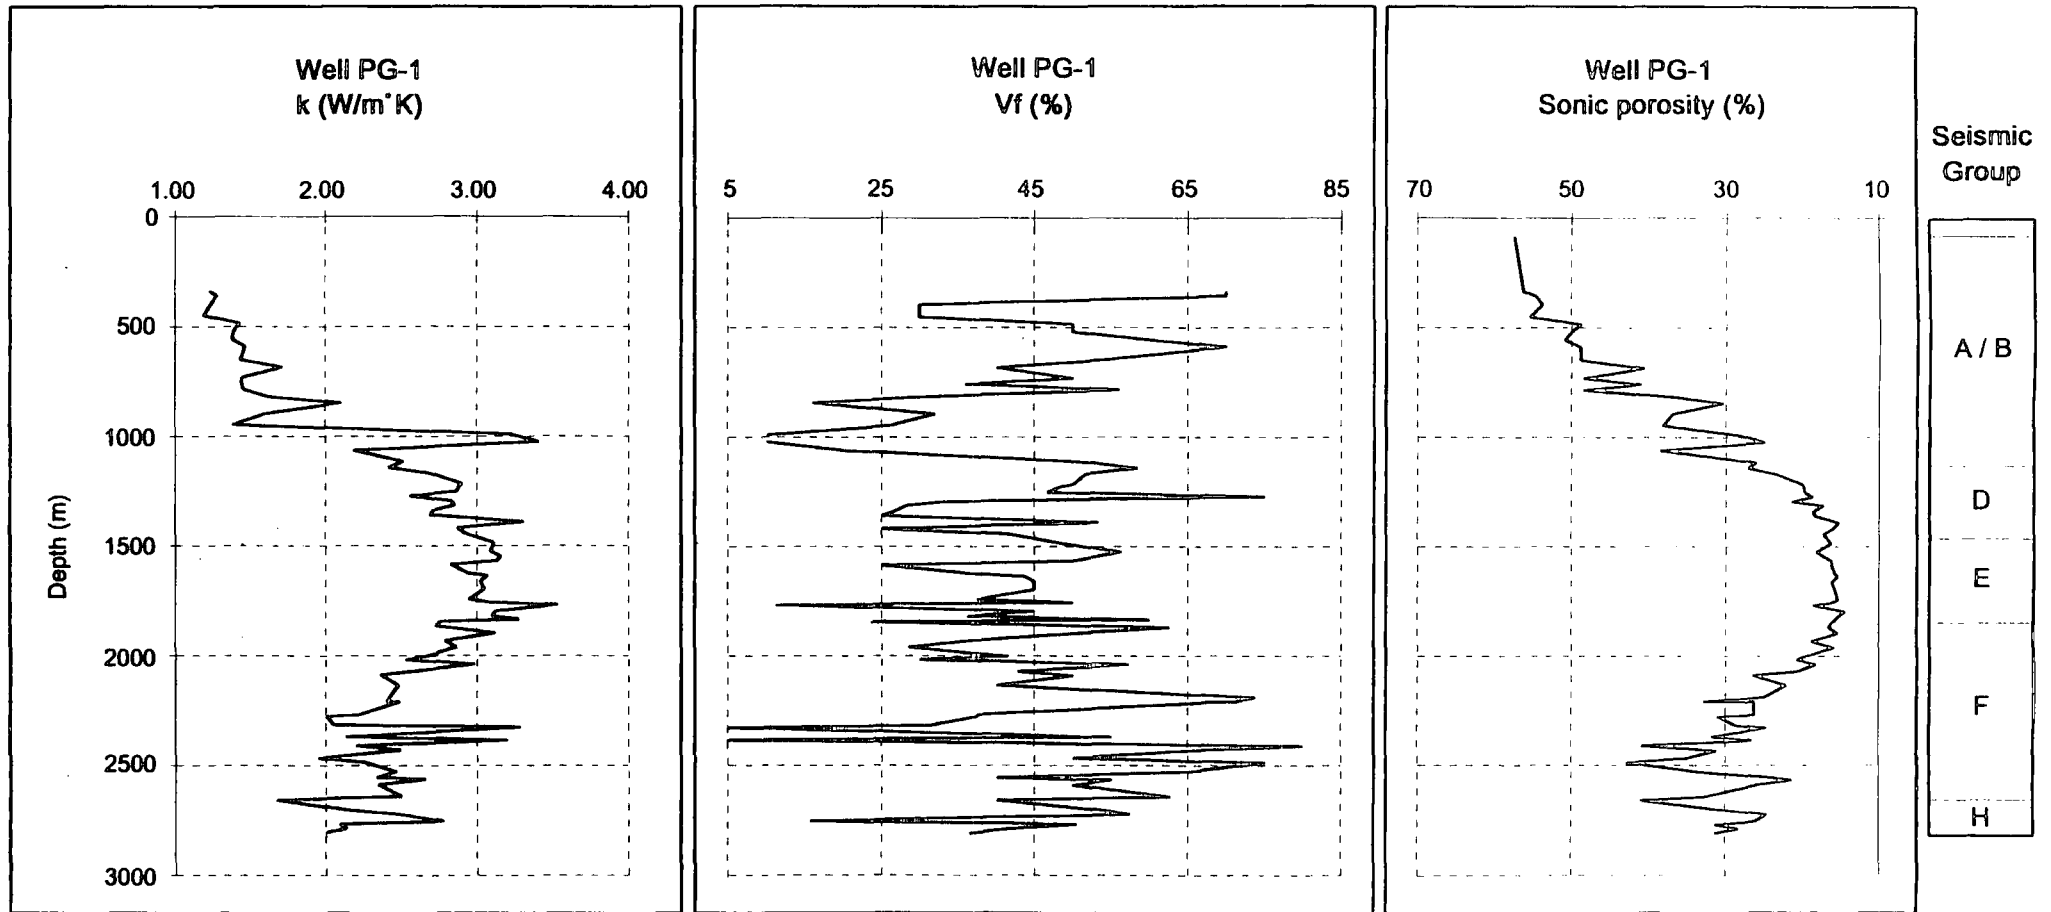 Well PG-1
k (W/m°K)
1.00 2.00 3.00 4.00
0
500
1000
1500
2000
2500
3000
Depth (m)
Well PG-1
Vf (%)
5 25 45 65 85
Well PG-1
Sonic porosity (%)
70 50 30 10
Seismic
Group
A / B
D
E
F
H